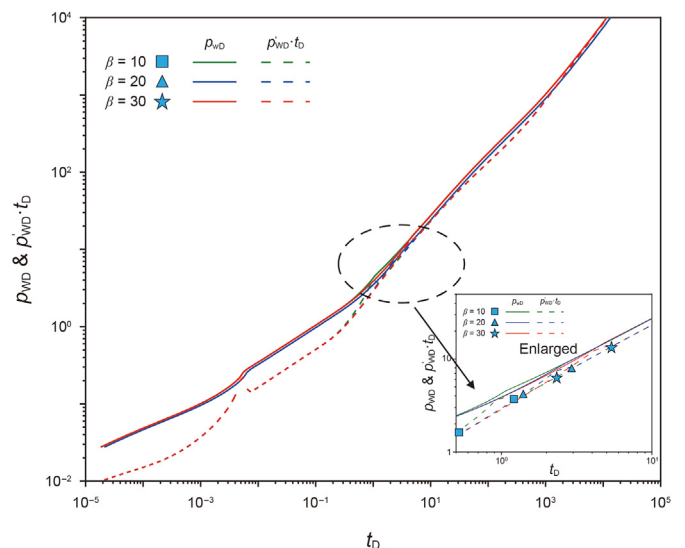 p_wD p'_WD·t_D
β = 10
β = 20
β = 30
10^4
10^2
10^0
10^−2
p_WD & p'_WD·t_D
10^−5 10^−3 10^−1 10^1 10^3 10^5
t_D
p_wD p'_WD·t_D
β = 10
β = 20
β = 30
Enlarged
10
1
p_WD & p'_WD·t_D
10^0 10^1
t_D